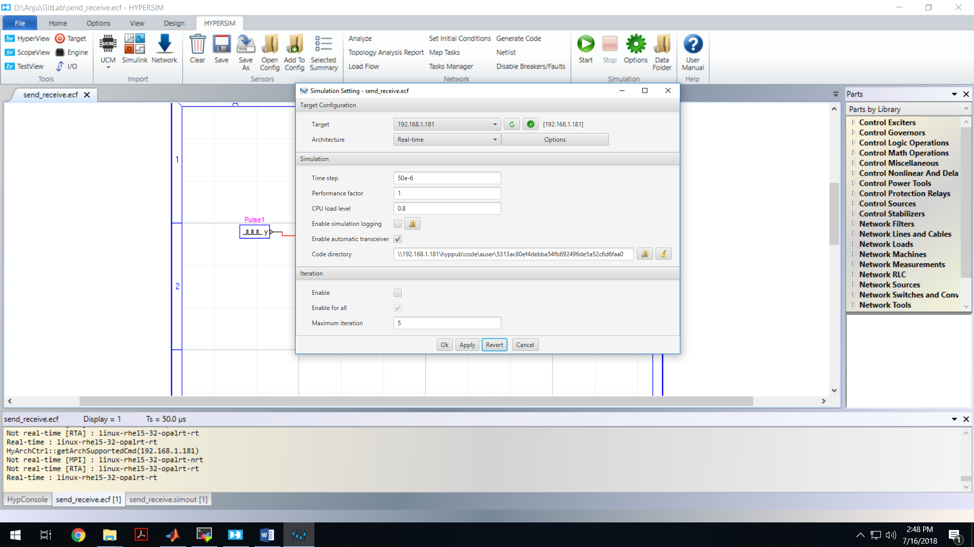 D:\Anju\GitLab\send_receive.ecf - HYPERSIM
File Home Options View Design HYPERSIM
HyperView Target
ScopeView Engine
TestView I/O
Tools
UCM Simulink Network
Import
Clear Save Save As Open Config Add To Config Selected Summary
Sensors
Analyze Set Initial Conditions Generate Code
Topology Analysis Report Map Tasks Netlist
Load Flow Tasks Manager Disable Breakers/Faults
Network
Start Stop Options Data Folder
Simulation
User Manual
Help
send_receive.ecf
1
2
Pulse1
y
Simulation Setting - send_receive.ecf
Target Configuration
Target 192.168.1.181 [192.168.1.181]
Architecture Real-time Options
Simulation
Time step 50e-6
Performance factor 1
CPU load level 0.8
Enable simulation logging
Enable automatic transceiver
Code directory \\192.168.1.181\hyppub\code\auser\5313ac80ef4debba54fb692496de5a52c6d6faa0
Iteration
Enable
Enable for all
Maximum iteration 5
Ok Apply Revert Cancel
Parts
Parts by Library
Control Exciters
Control Governors
Control Logic Operations
Control Math Operations
Control Miscellaneous
Control Nonlinear And Dela
Control Power Tools
Control Protection Relays
Control Sources
Control Stabilizers
Network Filters
Network Lines and Cables
Network Loads
Network Machines
Network Measurements
Network RLC
Network Sources
Network Switches and Conv
Network Tools
send_receive.ecf Display = 1 Ts = 50.0 µs
Not real-time [RTA] : linux-rhel5-32-opalrt-rt
Real-time : linux-rhel5-32-opalrt-rt
HyArchCtrl::getArchSupportedCmd(192.168.1.181)
Not real-time [MPI] : linux-rhel5-32-opalrt-nrt
Not real-time [RTA] : linux-rhel5-32-opalrt-rt
Real-time : linux-rhel5-32-opalrt-rt
HypConsole send_receive.ecf [1] send_receive.simout [1]
2:48 PM
7/16/2018